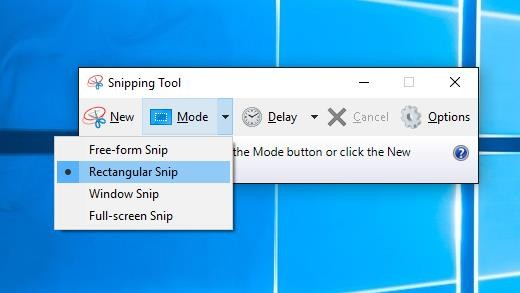 Snipping Tool
New Mode Delay Cancel Options
Free-form Snip
the Mode button or click the New
Rectangular Snip
Window Snip
Full-screen Snip